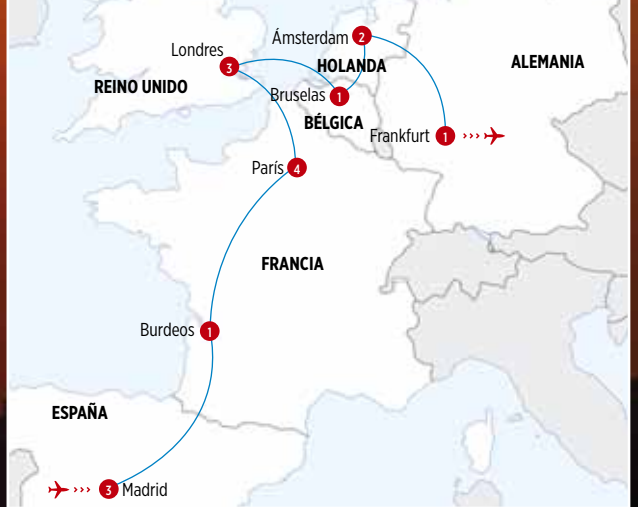 Ámsterdam 2
Londres
3
HOLANDA
ALEMANIA
REINO UNIDO
Bruselas 1
BÉLGICA
Frankfurt 1 ›››
París 4
FRANCIA
Burdeos 1
ESPAÑA
››› 3 Madrid